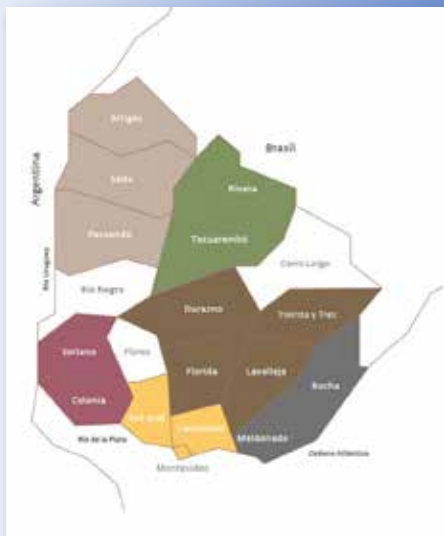 Artigas
Brasil
Salto
Argentina
Rivera
Paysandú
Tacuarembó
Río Uruguay
Cerro Largo
Río Negro
Durazno
Treinta y Tres
Soriano
Flores
Florida
Lavalleja
Rocha
Colonia
San José
Canelones
Río de la Plata
Maldonado
Océano Atlántico
Montevideo